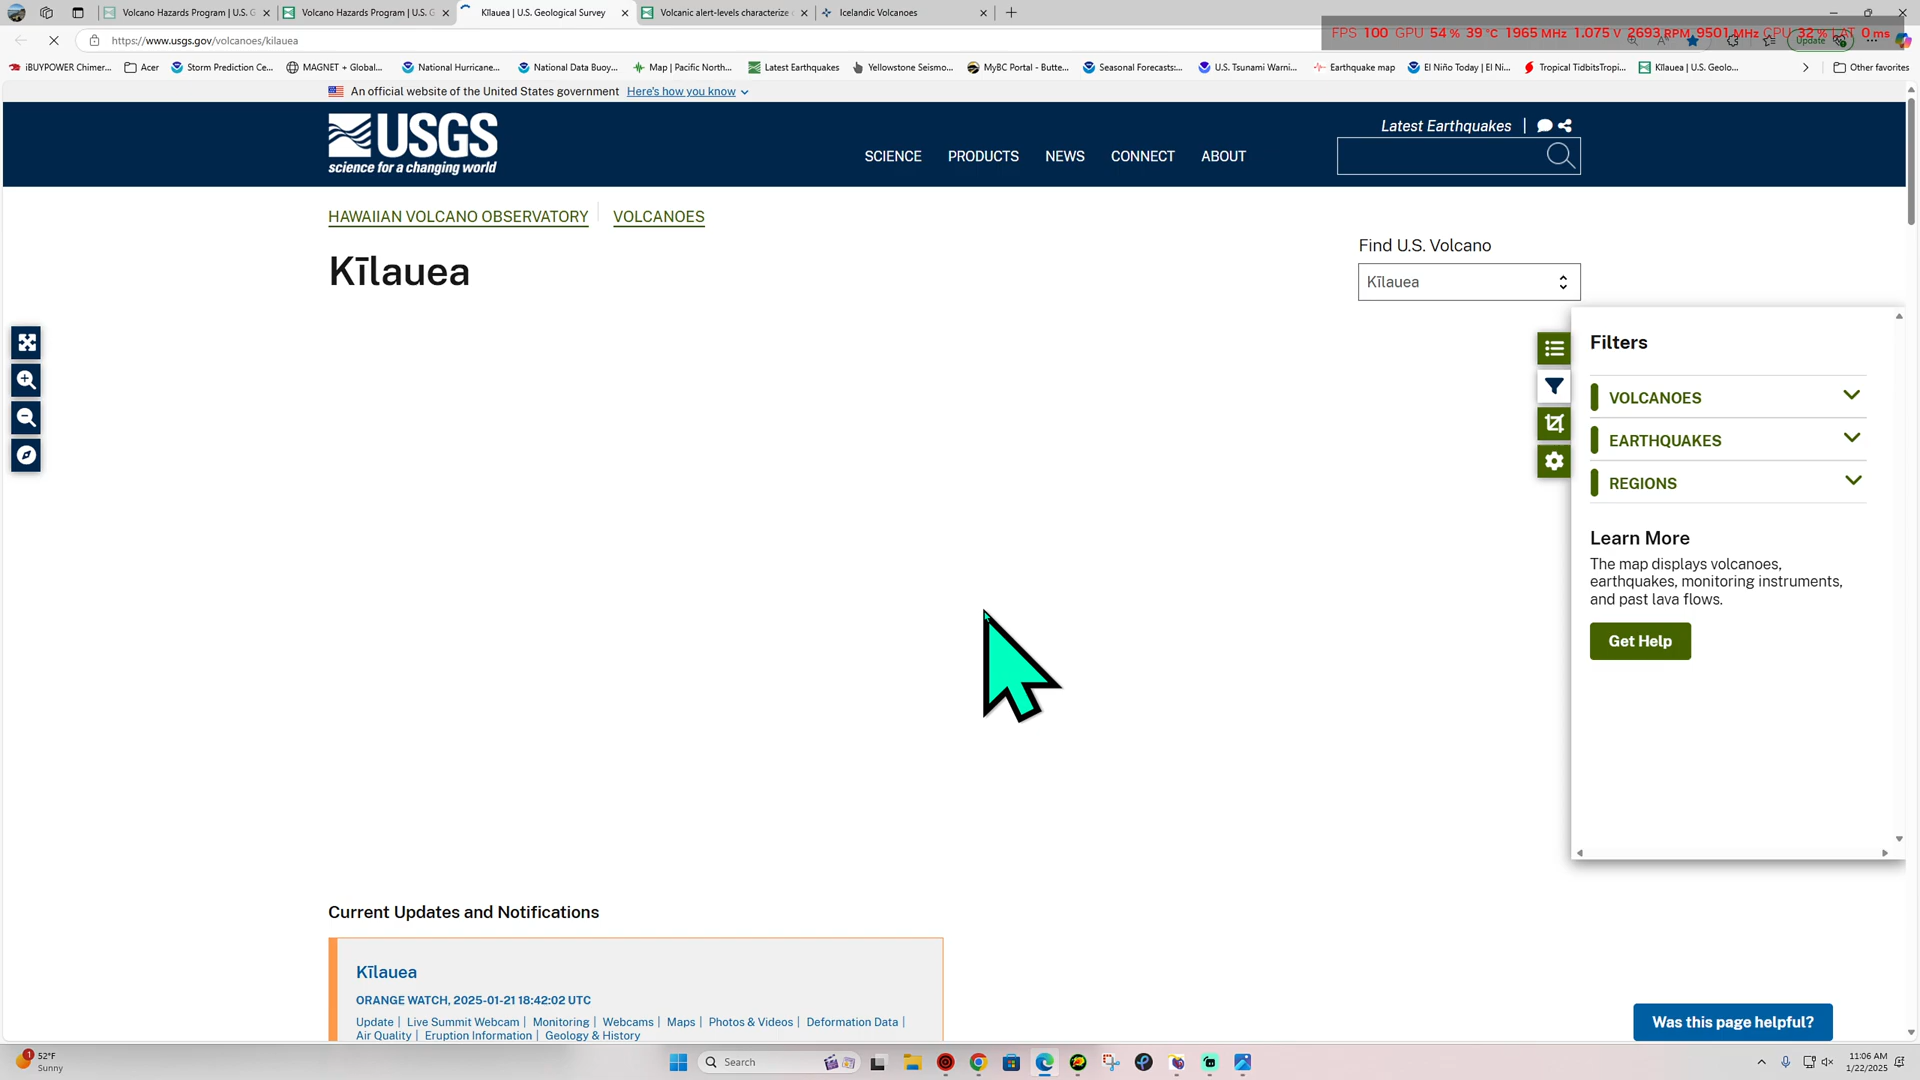 Volcano Hazards Program | U.S. G
Volcano Hazards Program | U.S. G
Kīlauea | U.S. Geological Survey
Volcanic alert-levels characterize
Icelandic Volcanoes
https://www.usgs.gov/volcanoes/kilauea
FPS 100 GPU 54 % 39 °C 1965 MHz 1.075 V 2693 RPM 9501 MHz CPU 32 % LAT 0 ms
Update
iBUYPOWER Chimer...
Acer
Storm Prediction Ce...
MAGNET + Global...
National Hurricane...
National Data Buoy...
Map | Pacific North...
Latest Earthquakes
Yellowstone Seismo...
MyBC Portal - Butte...
Seasonal Forecasts:...
U.S. Tsunami Warni...
Earthquake map
El Niño Today | El Ni...
Tropical TidbitsTropi...
Kīlauea | U.S. Geolo...
Other favorites
An official website of the United States government Here's how you know
USGS
science for a changing world
SCIENCE PRODUCTS NEWS CONNECT ABOUT
Latest Earthquakes
HAWAIIAN VOLCANO OBSERVATORY VOLCANOES
Kīlauea
Find U.S. Volcano
Kīlauea
Filters
VOLCANOES
EARTHQUAKES
REGIONS
Learn More
The map displays volcanoes,
earthquakes, monitoring instruments,
and past lava flows.
Get Help
Current Updates and Notifications
Kīlauea
ORANGE WATCH, 2025-01-21 18:42:02 UTC
Update | Live Summit Webcam | Monitoring | Webcams | Maps | Photos & Videos | Deformation Data |
Air Quality | Eruption Information | Geology & History
Was this page helpful?
1
52°F
Sunny
Search
11:06 AM
1/22/2025